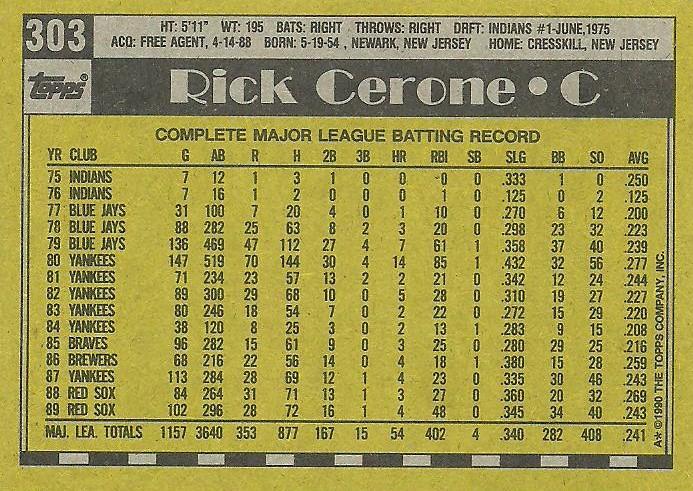 303
HT: 5'11" WT: 195 BATS: RIGHT THROWS: RIGHT DRFT: INDIANS #1-JUNE,1975
ACQ: FREE AGENT, 4-14-88 BORN: 5-19-54 , NEWARK, NEW JERSEY HOME: CRESSKILL, NEW JERSEY
TOPPS®
Rick Cerone • C
COMPLETE MAJOR LEAGUE BATTING RECORD
YR CLUB G AB R H 2B 3B HR RBI SB SLG BB SO AVG
75 INDIANS 7 12 1 3 1 0 0 0 0 .333 1 0 .250
76 INDIANS 7 16 1 2 0 0 0 1 0 .125 0 2 .125
77 BLUE JAYS 31 100 7 20 4 0 1 10 0 .270 6 12 .200
78 BLUE JAYS 88 282 25 63 8 2 3 20 0 .298 23 32 .223
79 BLUE JAYS 136 469 47 112 27 4 7 61 1 .358 37 40 .239
80 YANKEES 147 519 70 144 30 4 14 85 1 .432 32 56 .277
81 YANKEES 71 234 23 57 13 2 2 21 0 .342 12 24 .244
82 YANKEES 89 300 29 68 10 0 5 28 0 .310 19 27 .227
83 YANKEES 80 246 18 54 7 0 2 22 0 .272 15 29 .220
84 YANKEES 38 120 8 25 3 0 2 13 1 .283 9 15 .208
85 BRAVES 96 282 15 61 9 0 3 25 0 .280 29 25 .216
86 BREWERS 68 216 22 56 14 0 4 18 1 .380 15 28 .259
87 YANKEES 113 284 28 69 12 1 4 23 0 .335 30 46 .243
88 RED SOX 84 264 31 71 13 1 3 27 0 .360 20 32 .269
89 RED SOX 102 296 28 72 16 1 4 48 0 .345 34 40 .243
MAJ. LEA. TOTALS 1157 3640 353 877 167 15 54 402 4 .340 282 408 .241
A* ©1990 THE TOPPS COMPANY, INC.